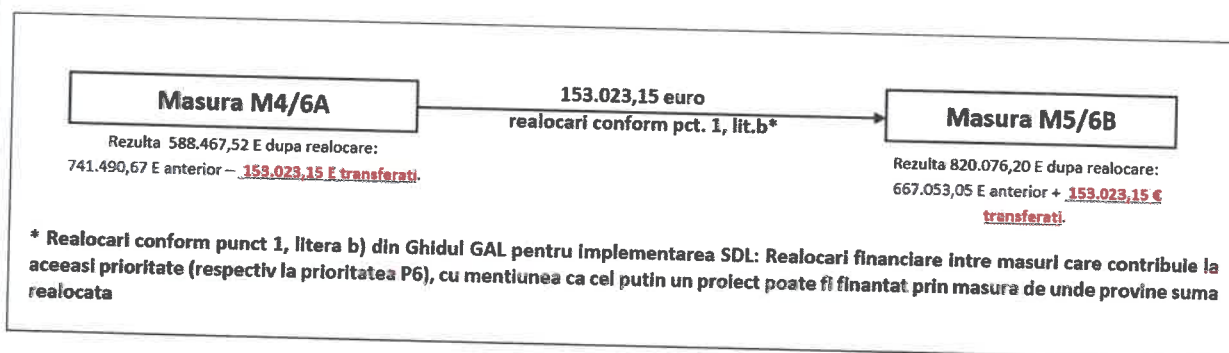 Masura M4/6A
153.023,15 euro
realocari conform pct. 1, lit.b*
Masura M5/6B
Rezulta 588.467,52 E dupa realocare:
741.490,67 E anterior – 153.023,15 E transferati.
Rezulta 820.076,20 E dupa realocare:
667.053,05 E anterior + 153.023,15 €
transferati.
* Realocari conform punct 1, litera b) din Ghidul GAL pentru implementarea SDL: Realocari financiare intre masuri care contribuie la
aceeasi prioritate (respectiv la prioritatea P6), cu mentiunea ca cel putin un proiect poate fi finantat prin masura de unde provine suma
realocata